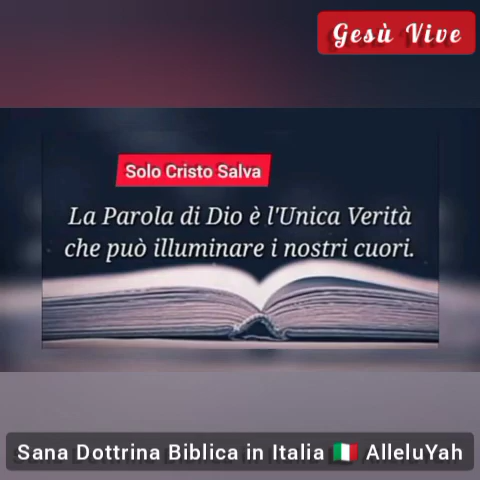 Gesù Vive
Solo Cristo Salva
La Parola di Dio è l'Unica Verità
che può illuminare i nostri cuori.
Sana Dottrina Biblica in Italia 🇮🇹 AlleluYah